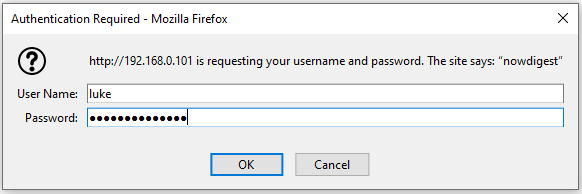 Authentication Required - Mozilla Firefox
http://192.168.0.101 is requesting your username and password. The site says: “nowdigest”
User Name: luke
Password: ●●●●●●●●●●●●●●
OK Cancel